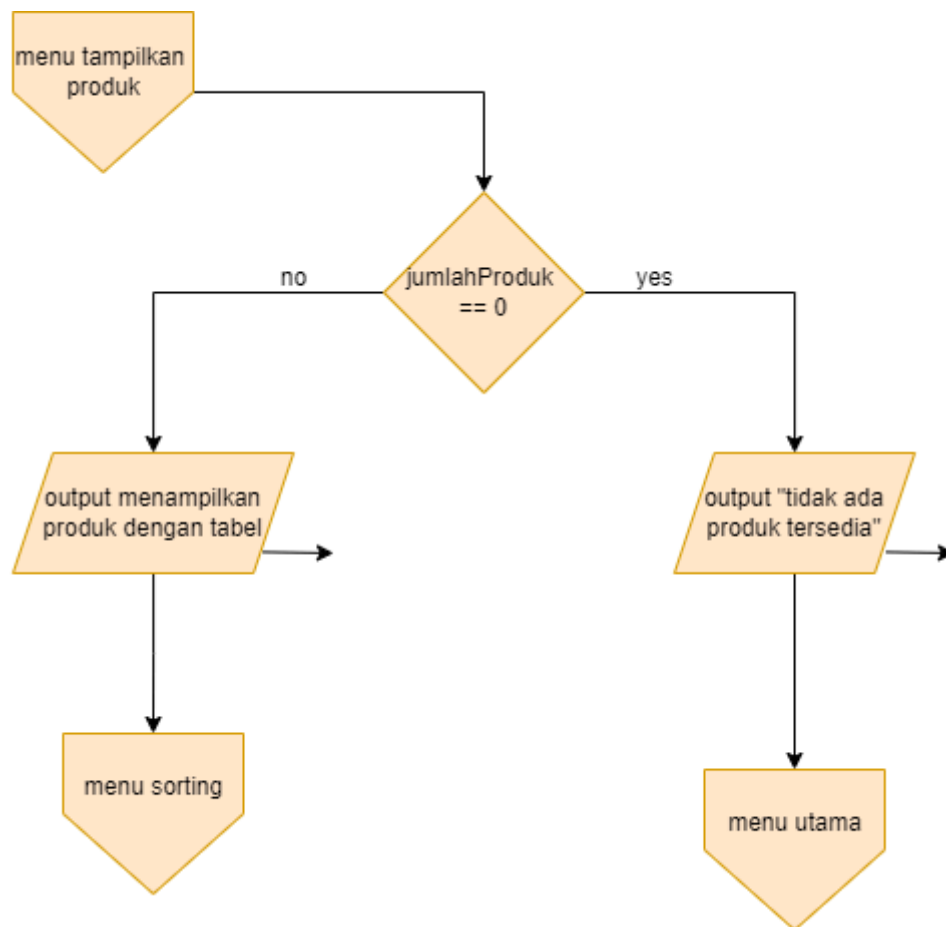 menu tampilkan
produk
jumlahProduk
== 0
no
yes
output menampilkan
produk dengan tabel
output "tidak ada
produk tersedia"
menu sorting
menu utama